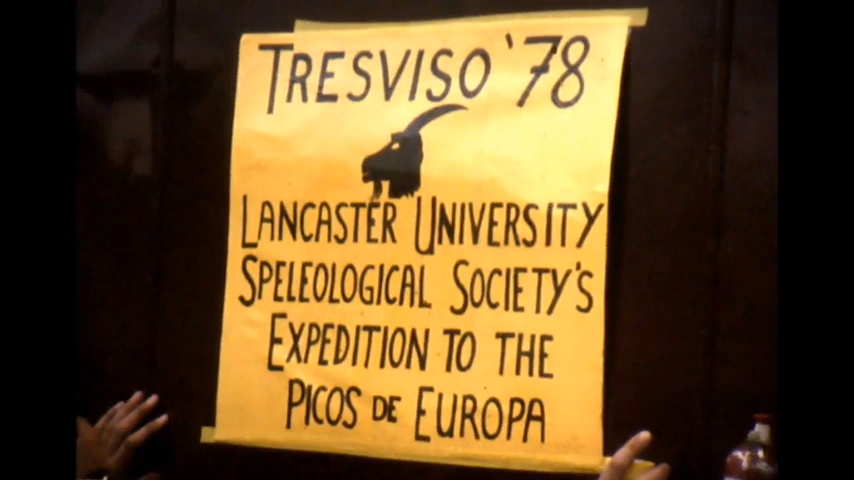 TRESVISO '78
LANCASTER UNIVERSITY
SPELEOLOGICAL SOCIETY'S
EXPEDITION TO THE
PICOS DE EUROPA